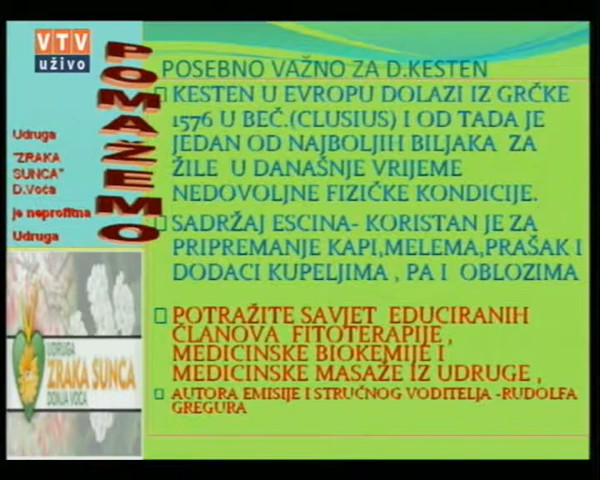 VTV
uživo
POMAŽEMO
Udruga
"ZRAKA
SUNCA"
D.Voća
je neprofitna
Udruga
UDRUGA
ZRAKA SUNCA
DONJA VOĆA
POSEBNO VAŽNO ZA D.KESTEN
KESTEN U EVROPU DOLAZI IZ GRČKE
1576 U BEČ.(CLUSIUS) I OD TADA JE
JEDAN OD NAJBOLJIH BILJAKA ZA
ŽILE U DANAŠNJE VRIJEME
NEDOVOLJNE FIZIČKE KONDICIJE.
SADRŽAJ ESCINA- KORISTAN JE ZA
PRIPREMANJE KAPI,MELEMA,PRAŠAK I
DODACI KUPELJIMA , PA I OBLOZIMA
POTRAŽITE SAVJET EDUCIRANIH
ČLANOVA FITOTERAPIJE ,
MEDICINSKE BIOKEMIJE I
MEDICINSKE MASAŽE IZ UDRUGE ,
AUTORA EMISIJE I STRUČNOG VODITELJA -RUDOLFA
GREGURA